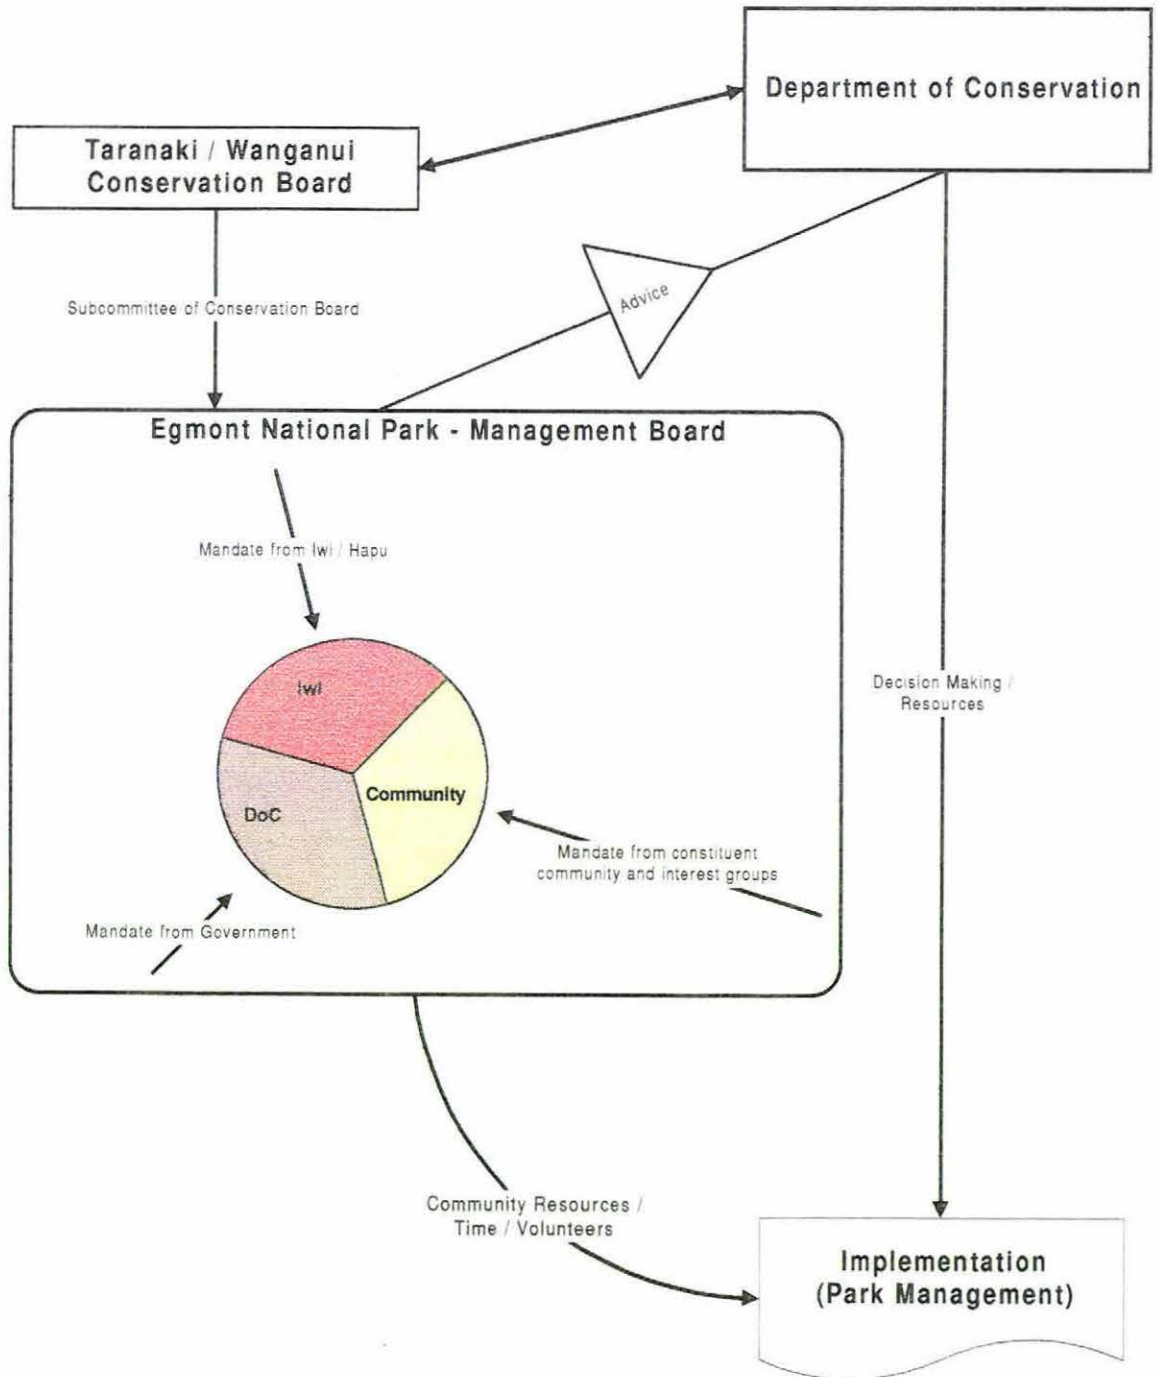 Department of Conservation
Taranaki / Wanganui
Conservation Board
Subcommittee of Conservation Board
Advice
Egmont National Park - Management Board
Mandate from Iwi / Hapu
Iwi
Community
DoC
Decision Making /
Resources
Mandate from constituent
community and interest groups
Mandate from Government
Community Resources /
Time / Volunteers
Implementation
(Park Management)